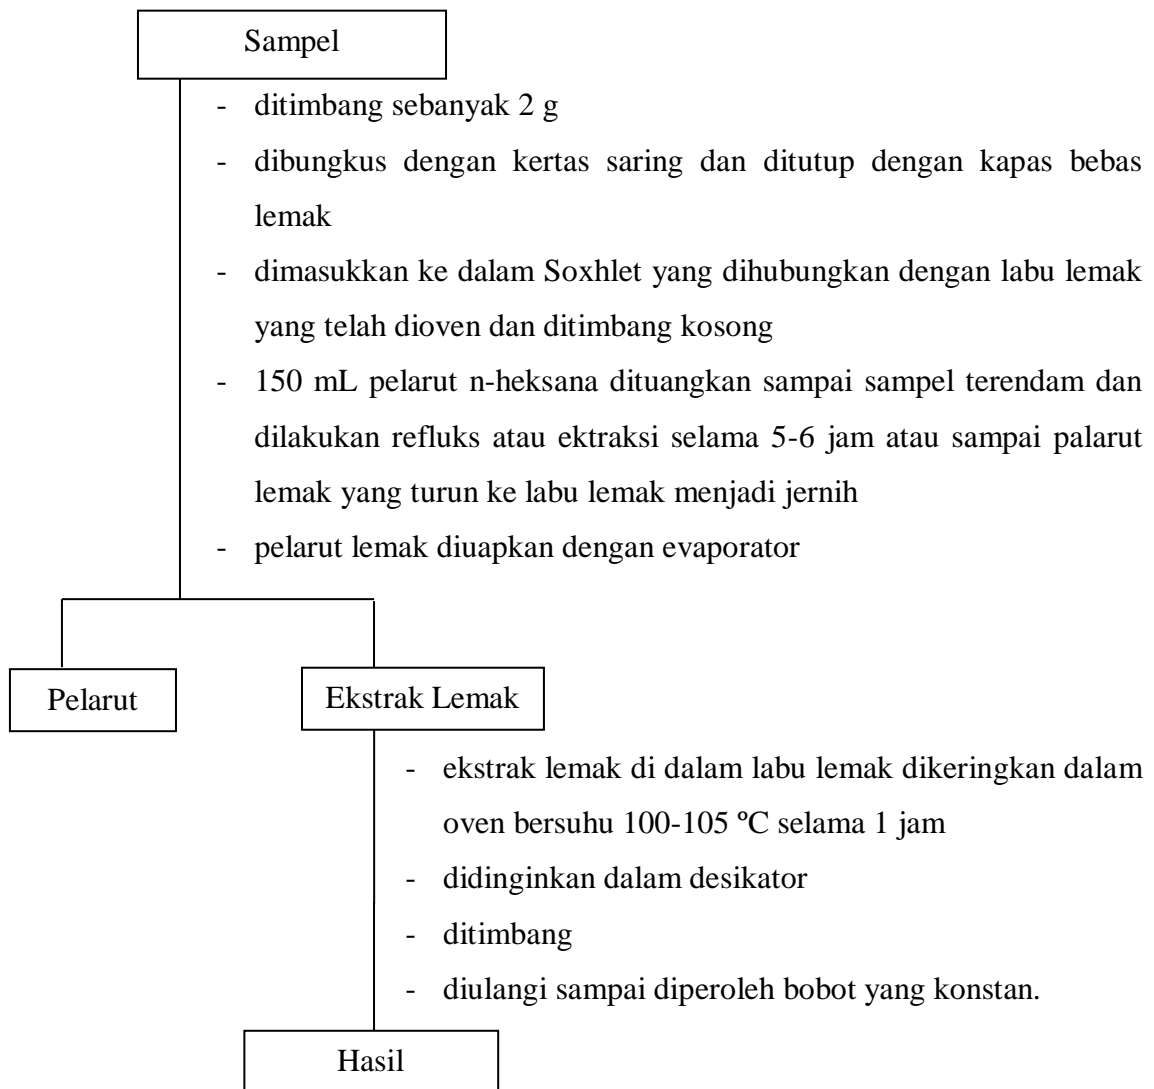 Sampel
- ditimbang sebanyak 2 g
- dibungkus dengan kertas saring dan ditutup dengan kapas bebas
lemak
- dimasukkan ke dalam Soxhlet yang dihubungkan dengan labu lemak
yang telah dioven dan ditimbang kosong
- 150 mL pelarut n-heksana dituangkan sampai sampel terendam dan
dilakukan refluks atau ektraksi selama 5-6 jam atau sampai palarut
lemak yang turun ke labu lemak menjadi jernih
- pelarut lemak diuapkan dengan evaporator
Pelarut
Ekstrak Lemak
- ekstrak lemak di dalam labu lemak dikeringkan dalam
oven bersuhu 100-105 ºC selama 1 jam
- didinginkan dalam desikator
- ditimbang
- diulangi sampai diperoleh bobot yang konstan.
Hasil